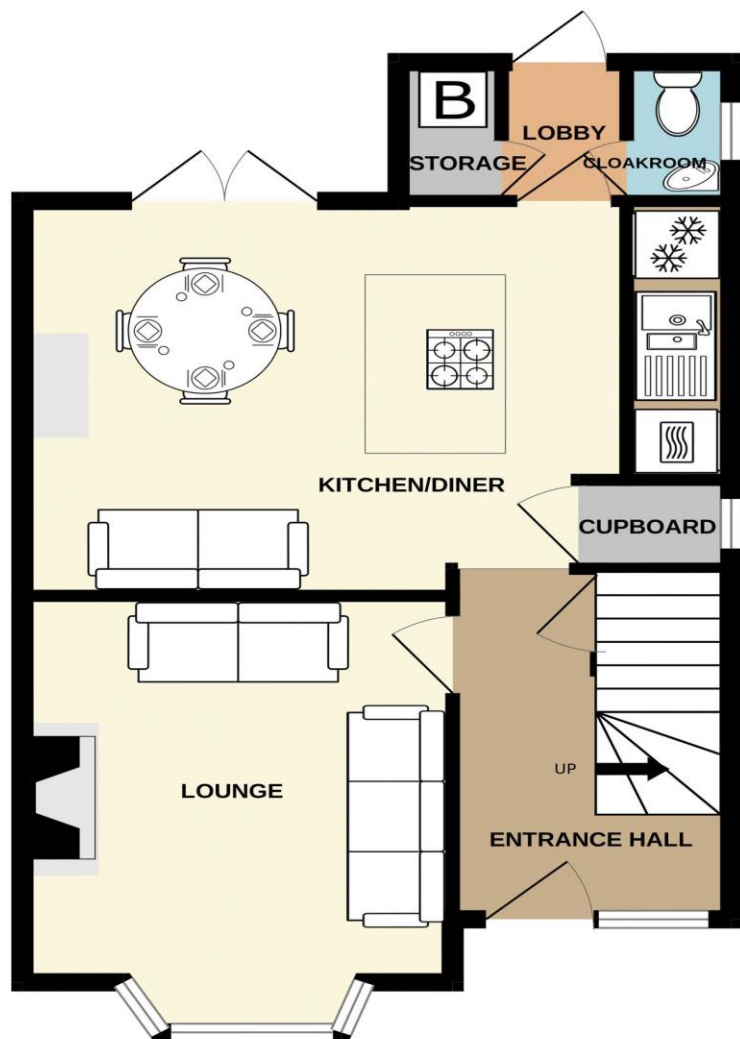 B
LOBBY
STORAGE
CLOAKROOM
KITCHEN/DINER
CUPBOARD
UP
LOUNGE
ENTRANCE HALL